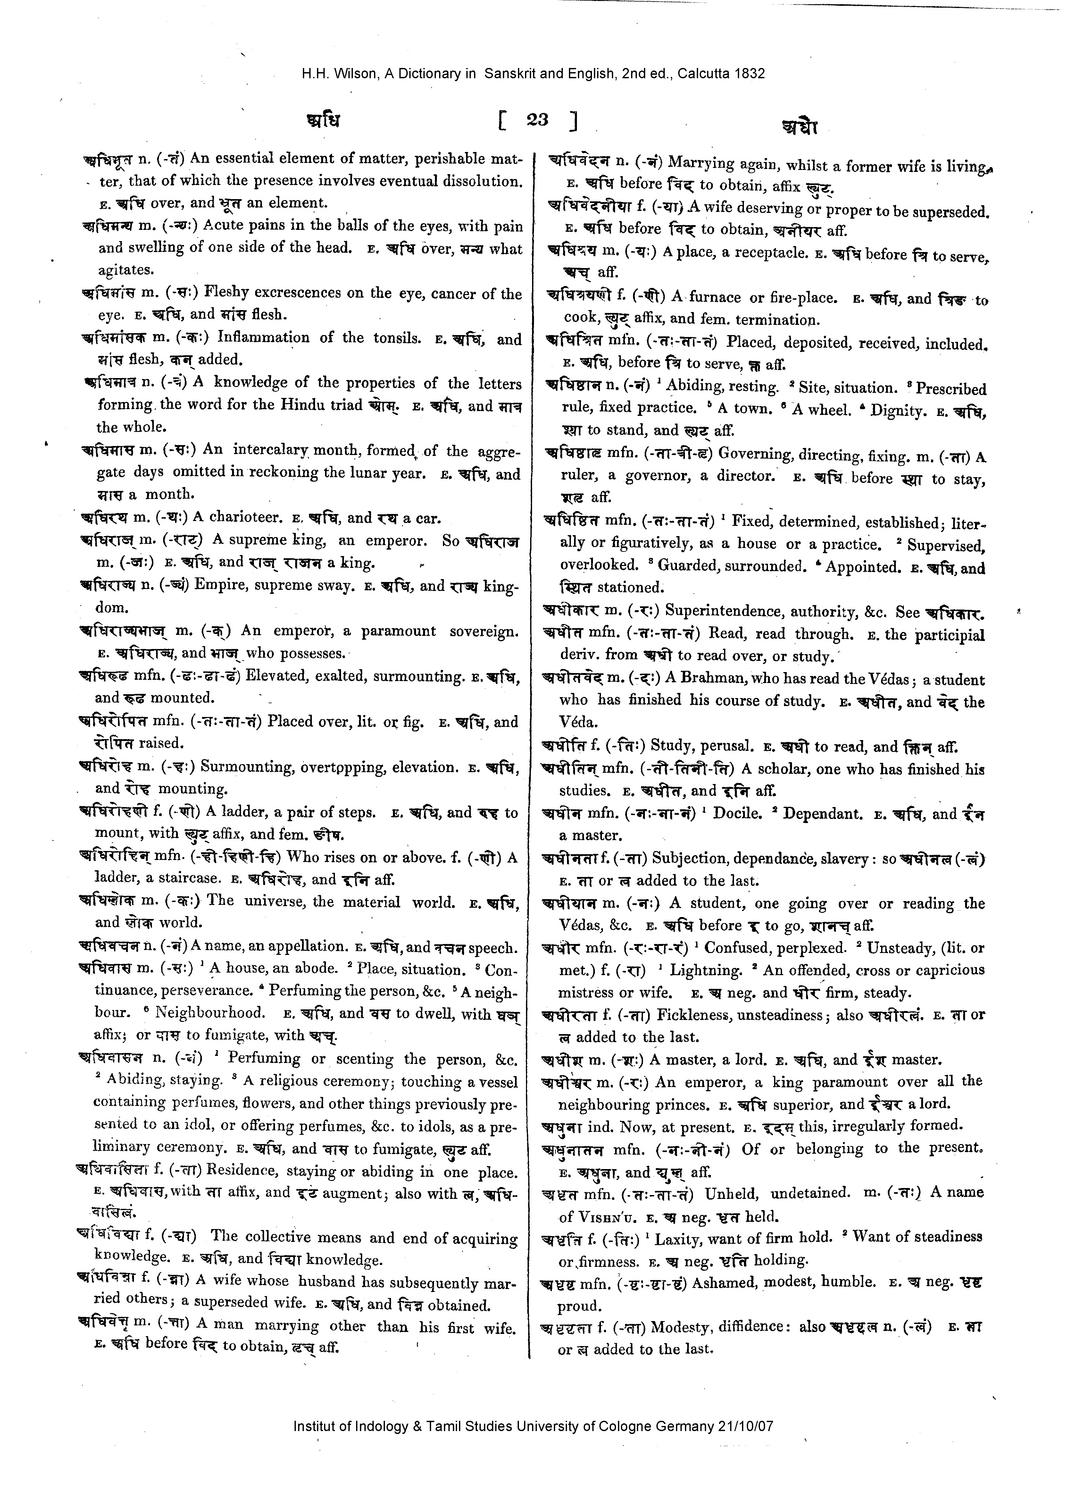 H.H. Wilson, A Dictionary in Sanskrit and English, 2nd ed., Calcutta 1832
अधि [ 23 ] अधी
अधिभूत n. (-तं) An essential element of matter, perishable mat-
ter, that of which the presence involves eventual dissolution.
E. अधि over, and भूत an element.
अधिमन्थ m. (-न्थः) Acute pains in the balls of the eyes, with pain
and swelling of one side of the head. E. अधि over, मन्थ what
agitates.
अधिमांस m. (-सः) Fleshy excrescences on the eye, cancer of the
eye. E. अधि, and मांस flesh.
अधिमांसक m. (-कः) Inflammation of the tonsils. E. अधि, and
मांस flesh, कन् added.
अधिमात्र n. (-त्रं) A knowledge of the properties of the letters
forming the word for the Hindu triad ओम्. E. अधि, and मात्र
the whole.
अधिमास m. (-सः) An intercalary month, formed of the aggre-
gate days omitted in reckoning the lunar year. E. अधि, and
मास a month.
अधिरथ m. (-थः) A charioteer. E. अधि, and रथ a car.
अधिराज् m. (-राट्) A supreme king, an emperor. So अधिराज
m. (-जः) E. अधि, and राज् राजन a king.
अधिराज्य n. (-ज्यं) Empire, supreme sway. E. अधि, and राज्य king-
dom.
अधिराज्यभाज् m. (-क्) An emperor, a paramount sovereign.
E. अधिराज्य, and भाज् who possesses.
अधिरूढ mfn. (-ढः-ढा-ढं) Elevated, exalted, surmounting. E. अधि,
and रूढ mounted.
अधिरोपित mfn. (-तः-ता-तं) Placed over, lit. or fig. E. अधि, and
रोपित raised.
अधिरोह m. (-हः) Surmounting, overtopping, elevation. E. अधि,
and रोह mounting.
अधिरोहणी f. (-णी) A ladder, a pair of steps. E. अधि, and रुह to
mount, with ल्युट् affix, and fem. ङीष्.
अधिरोहिन् mfn. (-ही-हिणी-हि) Who rises on or above. f. (-णी) A
ladder, a staircase. E. अधिरोह, and इनि aff.
अधिलोक m. (-कः) The universe, the material world. E. अधि,
and लोक world.
अधिवचन n. (-नं) A name, an appellation. E. अधि, and वचन speech.
अधिवास m. (-सः) ¹ A house, an abode. ² Place, situation. ³ Con-
tinuance, perseverance. ⁴ Perfuming the person, &c. ⁵ A neigh-
bour. ⁶ Neighbourhood. E. अधि, and वस to dwell, with घञ्
affix; or वास to fumigate, with अच्.
अधिवासन n. (-नं) ¹ Perfuming or scenting the person, &c.
² Abiding, staying. ³ A religious ceremony; touching a vessel
containing perfumes, flowers, and other things previously pre-
sented to an idol, or offering perfumes, &c. to idols, as a pre-
liminary ceremony. E. अधि, and वास to fumigate, ल्युट् aff.
अधिवासिता f. (-ता) Residence, staying or abiding in one place.
E. अधिवास, with ता affix, and इट augment; also with त्व, अधि-
वासित्वं.
अधिविद्या f. (-द्या) The collective means and end of acquiring
knowledge. E. अधि, and विद्या knowledge.
अधिविन्ना f. (-न्ना) A wife whose husband has subsequently mar-
ried others; a superseded wife. E. अधि, and विन्न obtained.
अधिवेत्तृ m. (-त्ता) A man marrying other than his first wife.
E. अधि before विद् to obtain, तृच् aff.
अधिवेदन n. (-नं) Marrying again, whilst a former wife is living.
E. अधि before विद् to obtain, affix ल्युट्.
अधिवेदनीया f. (-या) A wife deserving or proper to be superseded.
E. अधि before विद् to obtain, अनीयर aff.
अधिश्रय m. (-यः) A place, a receptacle. E. अधि before श्रि to serve,
अच् aff.
अधिश्रयणी f. (-णी) A furnace or fire-place. E. अधि, and श्रिञ to
cook, ल्युट् affix, and fem. termination.
अधिश्रित mfn. (-तः-ता-तं) Placed, deposited, received, included.
E. अधि, before श्रि to serve, क्त aff.
अधिष्ठान n. (-नं) ¹ Abiding, resting. ² Site, situation. ³ Prescribed
rule, fixed practice. ⁵ A town. ⁶ A wheel. ⁴ Dignity. E. अधि,
ष्ठा to stand, and ल्युट् aff.
अधिष्ठातृ mfn. (-ता-त्री-तृ) Governing, directing, fixing. m. (-ता) A
ruler, a governor, a director. E. अधि before स्था to stay,
तृच् aff.
अधिष्ठित mfn. (-तः-ता-तं) ¹ Fixed, determined, established; liter-
ally or figuratively, as a house or a practice. ² Supervised,
overlooked. ³ Guarded, surrounded. ⁴ Appointed. E. अधि, and
स्थित stationed.
अधीकार m. (-रः) Superintendence, authority, &c. See अधिकार.
अधीत mfn. (-तः-ता-तं) Read, read through. E. the participial
deriv. from अधी to read over, or study.
अधीतवेद m. (-दः) A Brahman, who has read the Védas; a student
who has finished his course of study. E. अधीत, and वेद the
Véda.
अधीति f. (-तिः) Study, perusal. E. अधी to read, and क्तिन् aff.
अधीतिन् mfn. (-ती-तिनी-ति) A scholar, one who has finished his
studies. E. अधीत, and इनि aff.
अधीन mfn. (-नः-ना-नं) ¹ Docile. ² Dependant. E. अधि, and ईन
a master.
अधीनता f. (-ता) Subjection, dependance, slavery: so अधीनत्व (-त्वं)
E. ता or त्व added to the last.
अधीयान m. (-नः) A student, one going over or reading the
Védas, &c. E. अधि before इ to go, शानच् aff.
अधीर mfn. (-रः-रा-रं) ¹ Confused, perplexed. ² Unsteady, (lit. or
met.) f. (-रा) ¹ Lightning. ² An offended, cross or capricious
mistress or wife. E. अ neg. and धीर firm, steady.
अधीरता f. (-ता) Fickleness, unsteadiness; also अधीरत्वं. E. ता or
त्व added to the last.
अधीश m. (-शः) A master, a lord. E. अधि, and ईश master.
अधीश्वर m. (-रः) An emperor, a king paramount over all the
neighbouring princes. E. अधि superior, and ईश्वर a lord.
अधुना ind. Now, at present. E. इदम् this, irregularly formed.
अधुनातन mfn. (-नः-नी-नं) Of or belonging to the present.
E. अधुना, and ट्युल् aff.
अधृत mfn. (-तः-ता-तं) Unheld, undetained. m. (-तः) A name
of VISHN'U. E. अ neg. धृत held.
अधृति f. (-तिः) ¹ Laxity, want of firm hold. ² Want of steadiness
or firmness. E. अ neg. धृति holding.
अधृष्ट mfn. (-ष्टः-ष्टा-ष्टं) Ashamed, modest, humble. E. अ neg. धृष्ट
proud.
अधृष्टता f. (-ता) Modesty, diffidence: also अधृष्टत्व n. (-त्वं) E. ता
or त्व added to the last.
Institut of Indology & Tamil Studies University of Cologne Germany 21/10/07